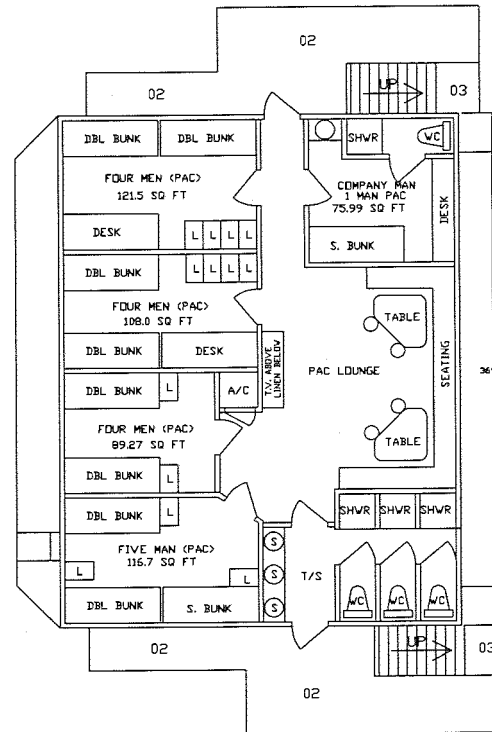 02
02
UP
03
DBL BUNK
DBL BUNK
SHWR
WC
FOUR MEN (PAC)
121.5 SQ FT
COMPANY MAN
1 MAN PAC
75.99 SQ FT
DESK
DESK
L L L L
S. BUNK
DBL BUNK
L L L L
FOUR MEN (PAC)
108.0 SQ FT
TABLE
DBL BUNK
DESK
T.V. ABOVE
LINEN BELOW
PAC LOUNGE
SEATING
DBL BUNK
L
A/C
FOUR MEN (PAC)
89.27 SQ FT
TABLE
DBL BUNK
L
DBL BUNK
L
SHWR
SHWR
SHWR
FIVE MAN (PAC)
116.7 SQ FT
S
S
S
T/S
L
L
DBL BUNK
S. BUNK
WC
WC
WC
02
UP
03
02